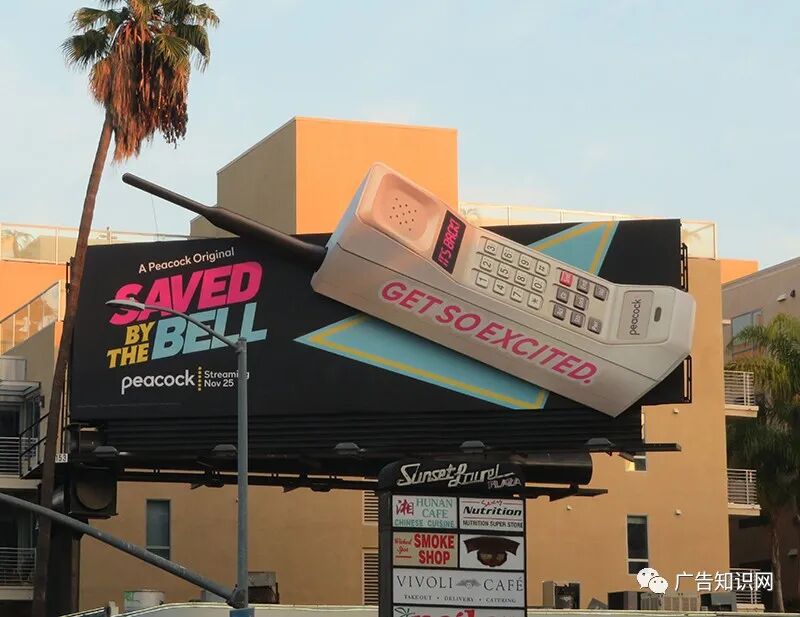 A Peacock Original
SAVED
BY
THE BELL
peacock
Streaming
Nov 25
IT'S BACK!
GET SO EXCITED.
peacock
Sunset Laurel
PLAZA
HUNAN
CAFE
CHINESE CUISINE
Nutrition
NUTRITION SUPER STORE
SMOKE
SHOP
VIVOLI CAFÉ
TAKEOUT • DELIVERY • CATERING
153
广告知识网